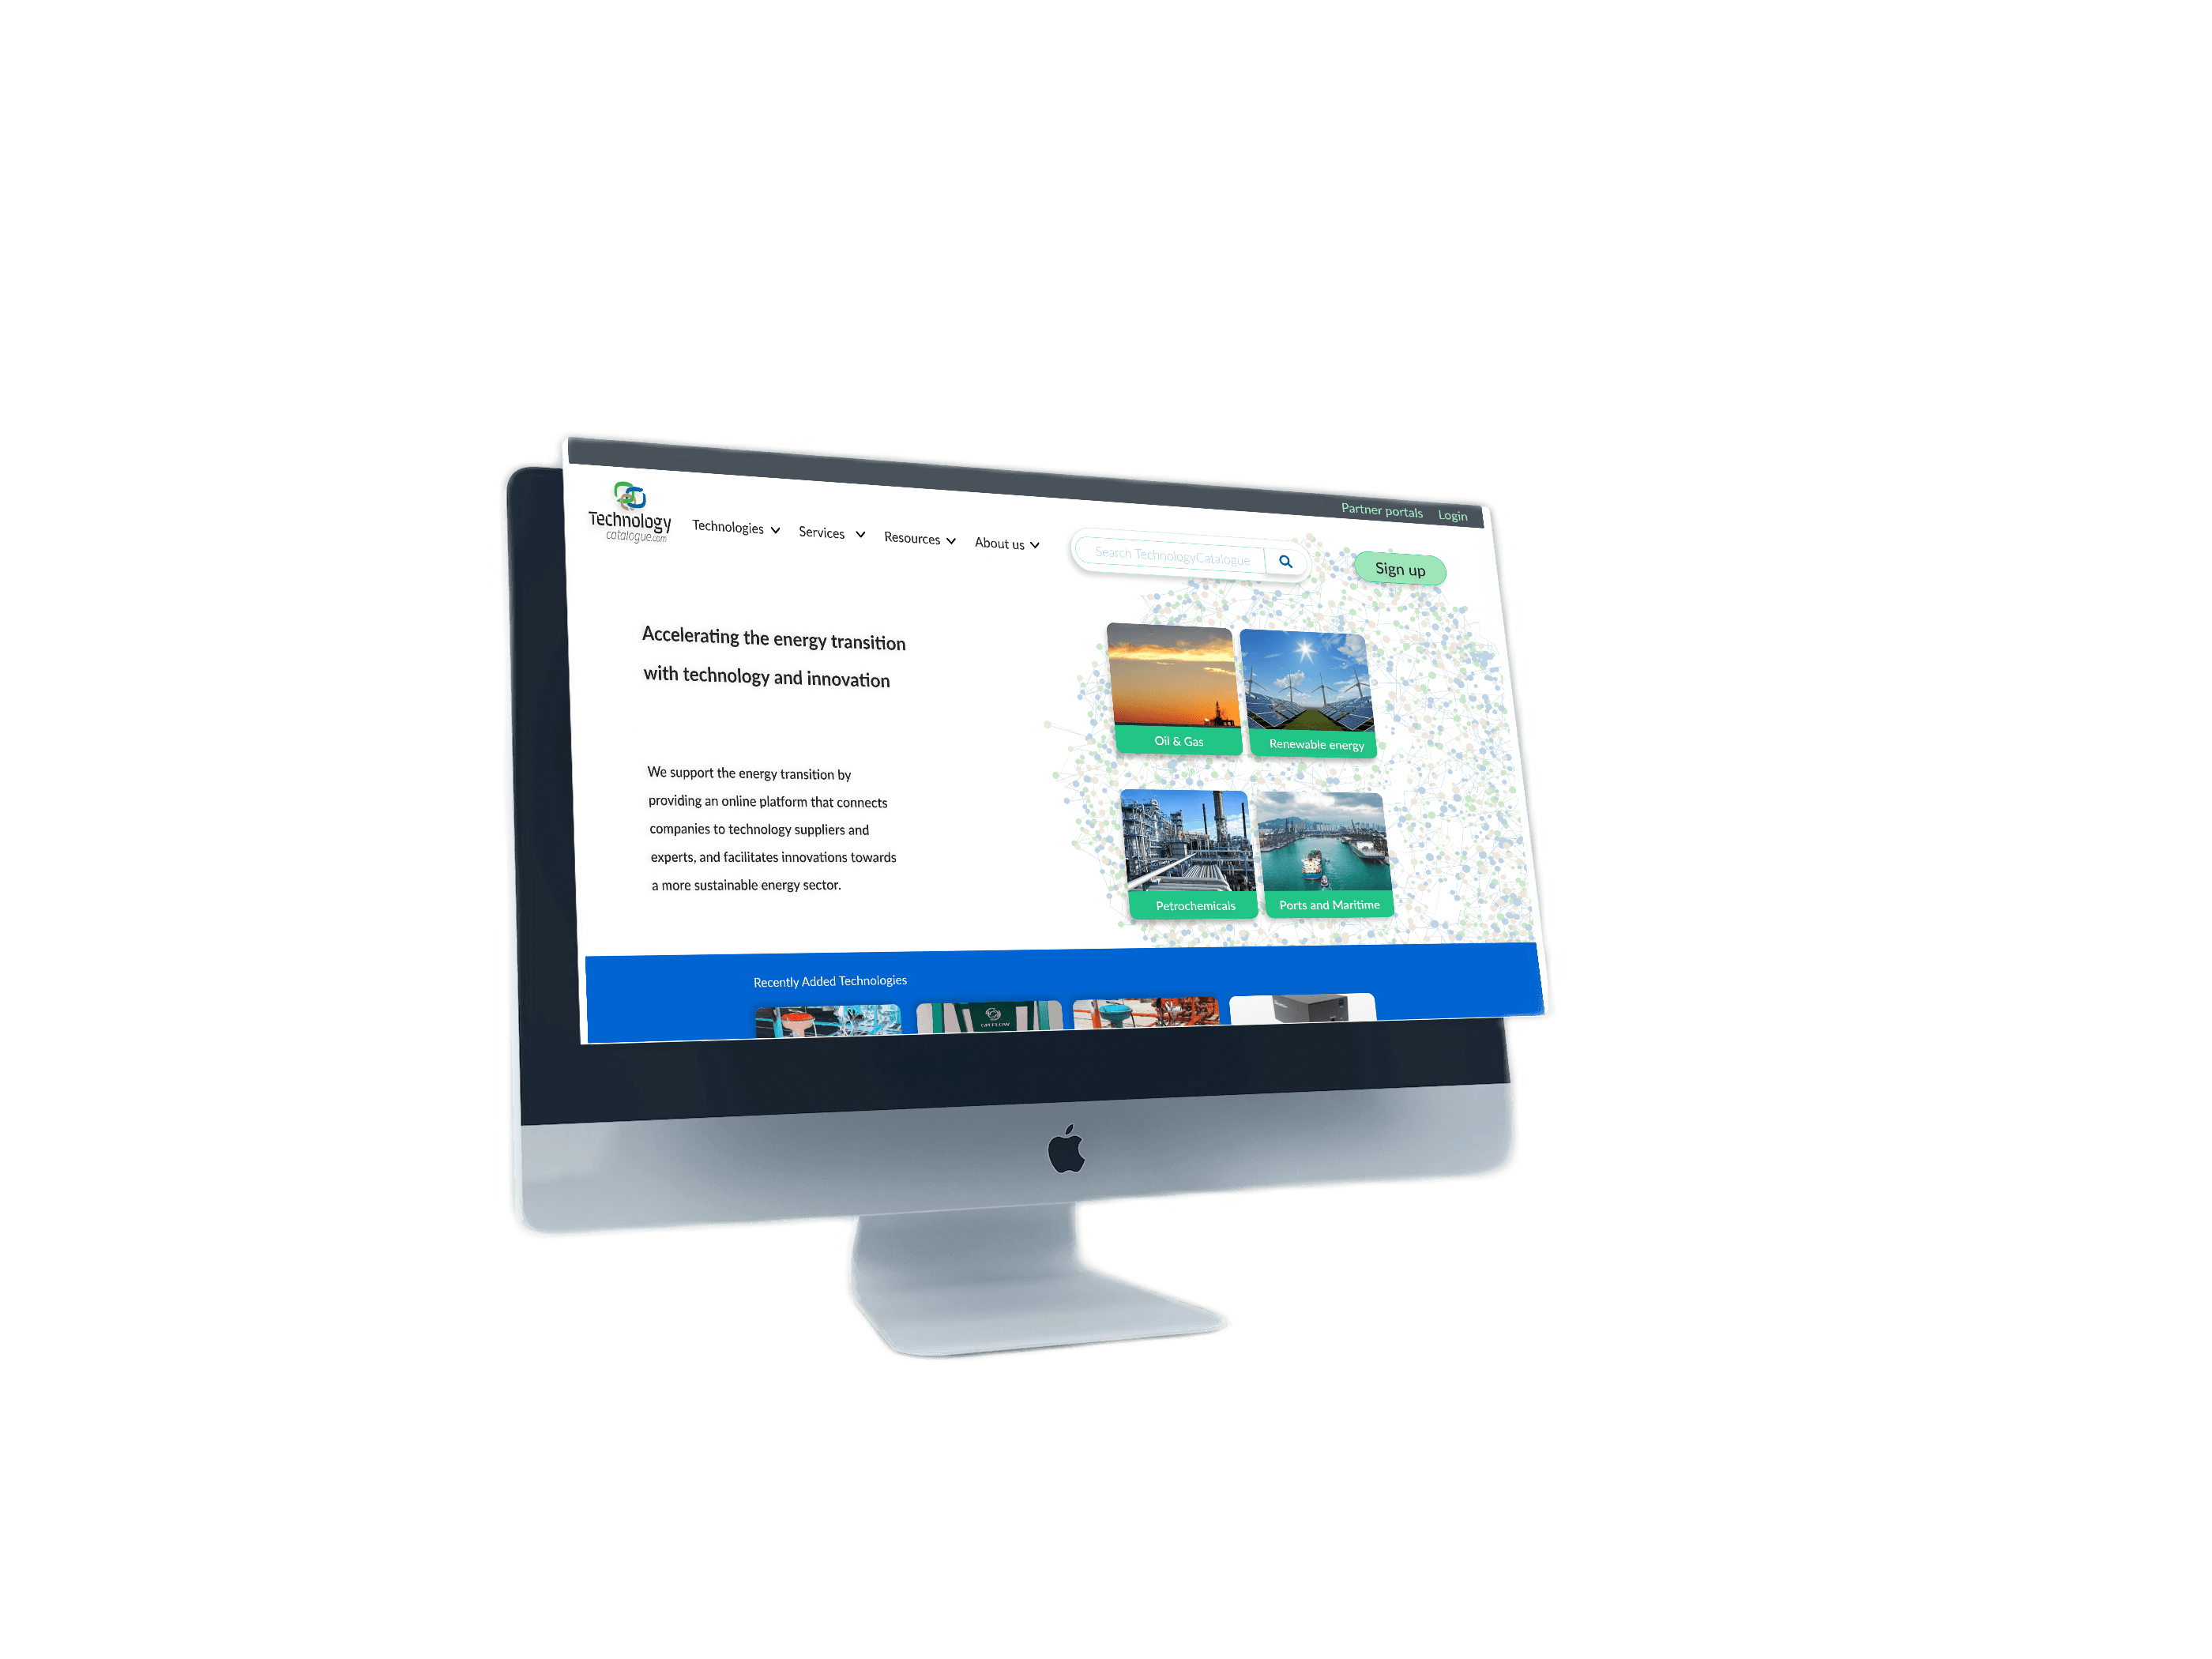 Partner portals Login
Technology
catalogue.com
Technologies Services Resources About us
Search TechnologyCatalogue
Sign up
Accelerating the energy transition
with technology and innovation
Oil & Gas
Renewable energy
We support the energy transition by
providing an online platform that connects
companies to technology suppliers and
experts, and facilitates innovations towards
a more sustainable energy sector.
Petrochemicals
Ports and Maritime
Recently Added Technologies
GM FLOW